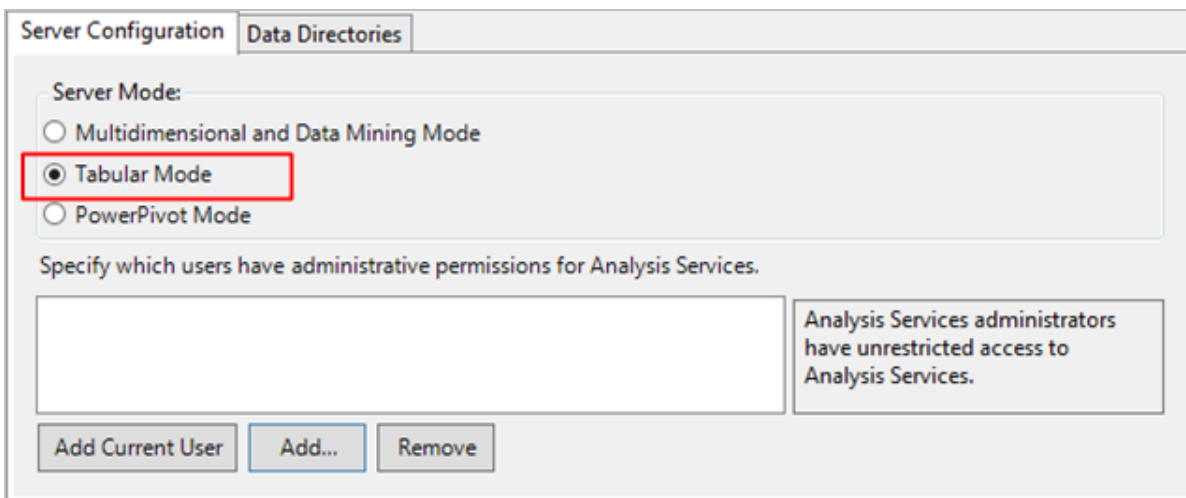 Server Configuration
Data Directories
Server Mode:
Multidimensional and Data Mining Mode
Tabular Mode
PowerPivot Mode
Specify which users have administrative permissions for Analysis Services.
Analysis Services administrators
have unrestricted access to
Analysis Services.
Add Current User
Add...
Remove